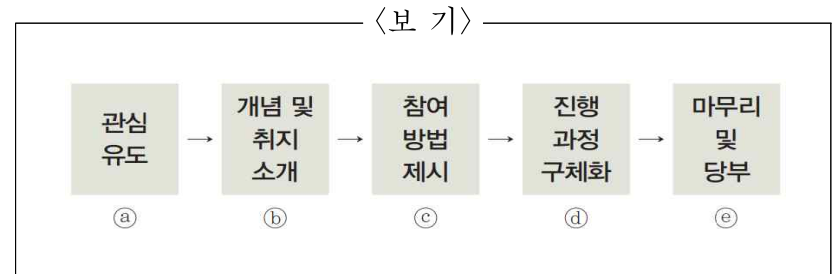 〈보 기〉
관심
유도
→
개념 및
취지
소개
→
참여
방법
제시
→
진행
과정
구체화
→
마무리
및
당부
ⓐ ⓑ ⓒ ⓓ ⓔ